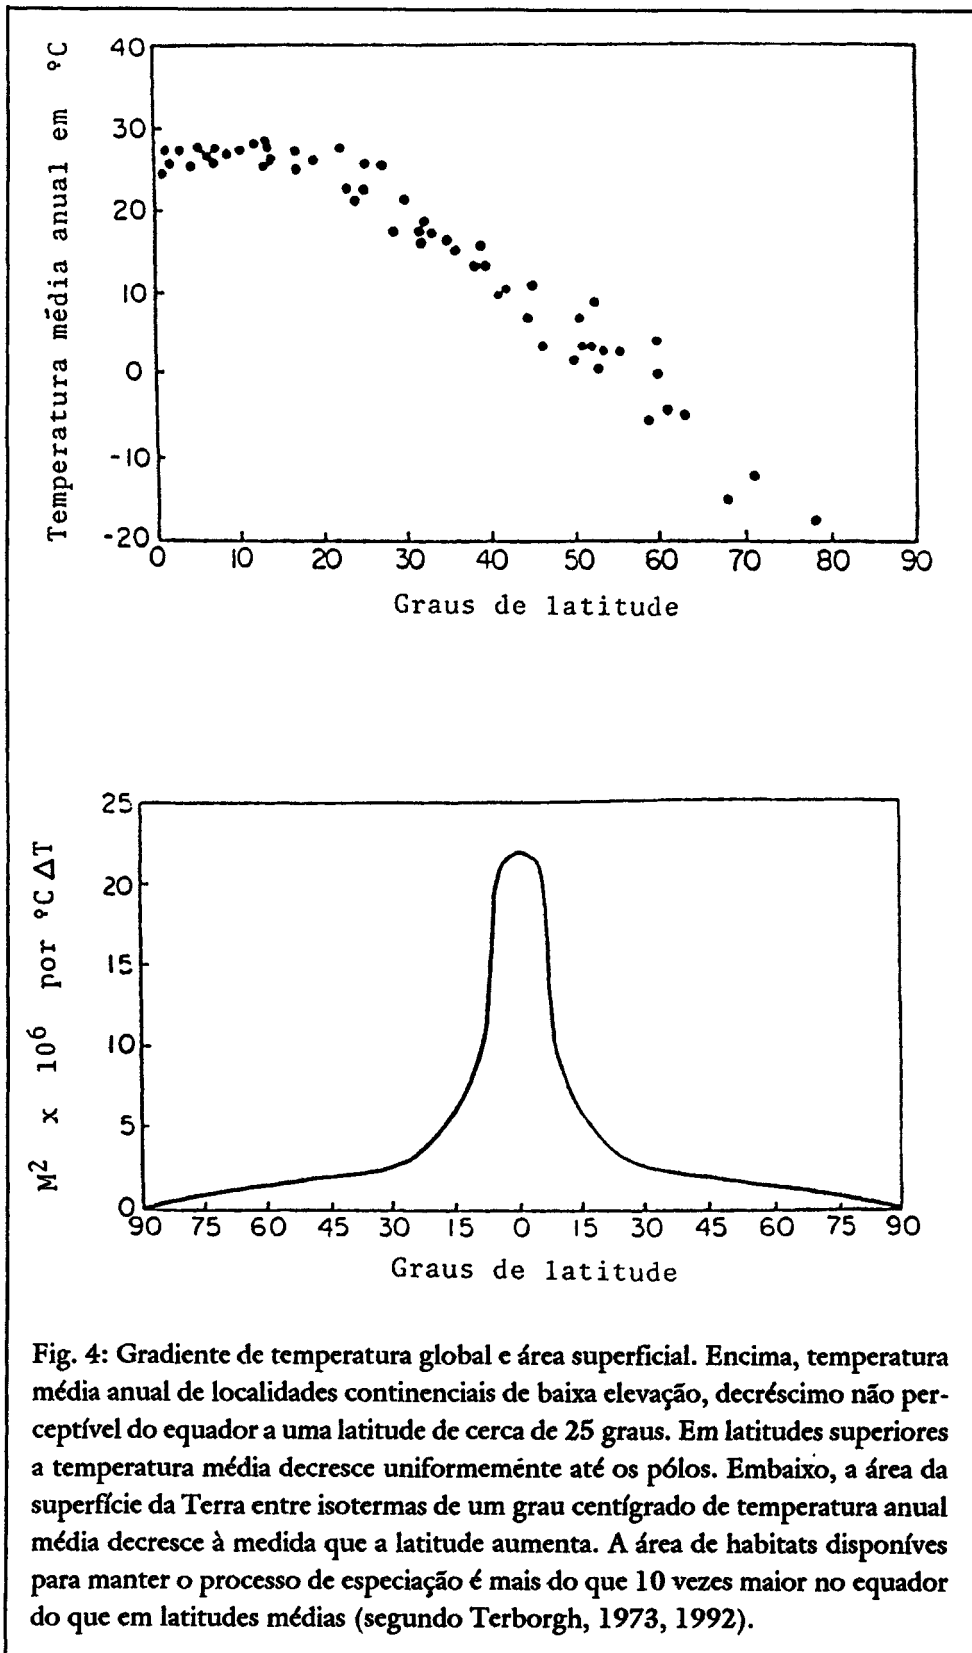 Temperatura média anual em ºC
40
30
20
10
0
-10
-20
0 10 20 30 40 50 60 70 80 90
Graus de latitude
M² x 10⁶ por ºC ΔT
25
20
15
10
5
0
90 75 60 45 30 15 0 15 30 45 60 75 90
Graus de latitude
Fig. 4: Gradiente de temperatura global e área superficial. Encima, temperatura
média anual de localidades continenciais de baixa elevação, decréscimo não per-
ceptível do equador a uma latitude de cerca de 25 graus. Em latitudes superiores
a temperatura média decresce uniformeménte até os pólos. Embaixo, a área da
superfície da Terra entre isotermas de um grau centígrado de temperatura anual
média decresce à medida que a latitude aumenta. A área de habitats disponíves
para manter o processo de especiação é mais do que 10 vezes maior no equador
do que em latitudes médias (segundo Terborgh, 1973, 1992).